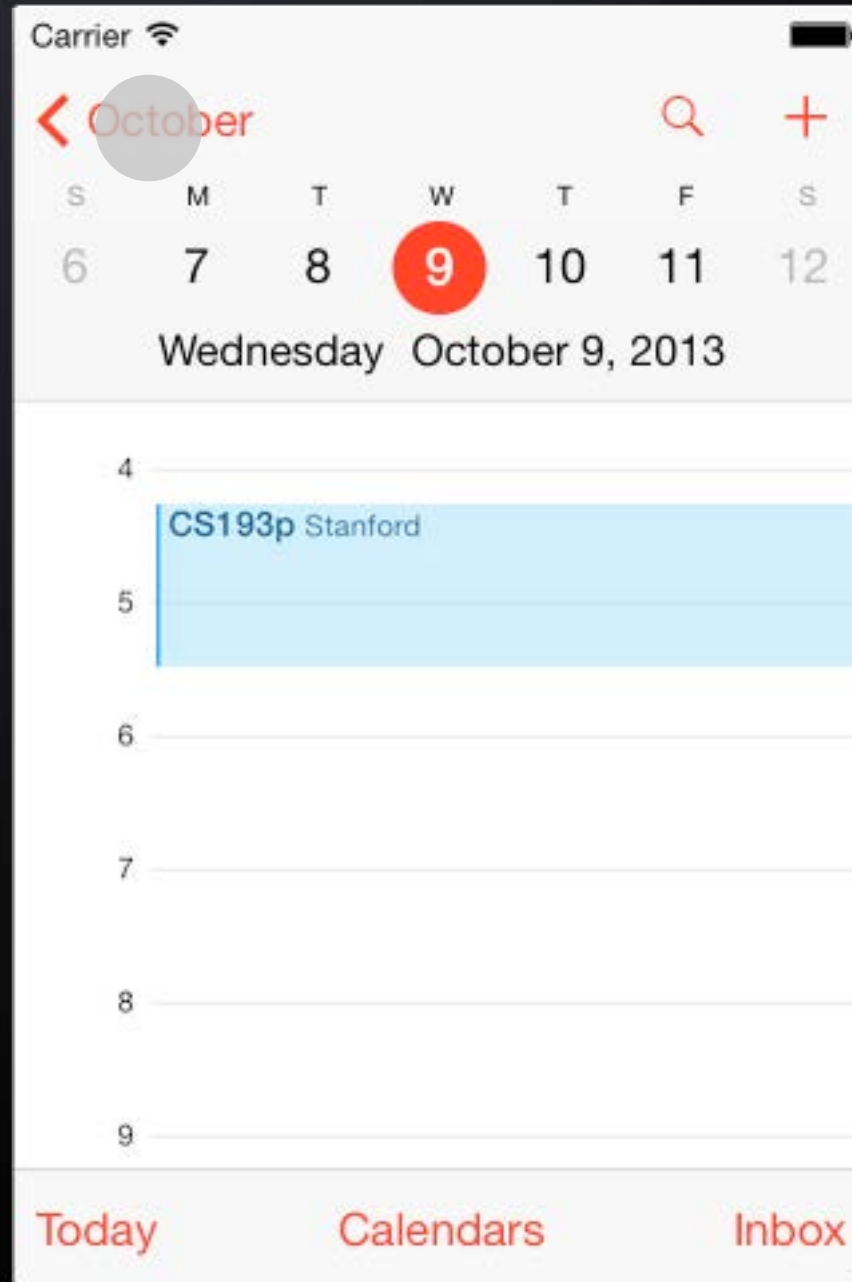 Carrier
October
S M T W T F S
6 7 8 9 10 11 12
Wednesday October 9, 2013
4
CS193p Stanford
5
6
7
8
9
Today Calendars Inbox